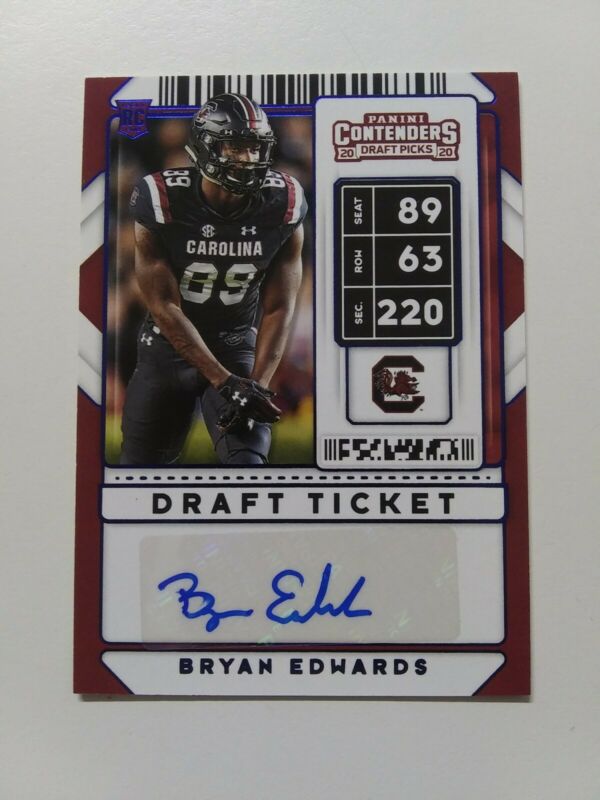 RC
PANINI
CONTENDERS
20 DRAFT PICKS 20
SEAT 89
ROW 63
SEC. 220
89
SEC
CAROLINA
89
C
DRAFT TICKET
BRYAN EDWARDS